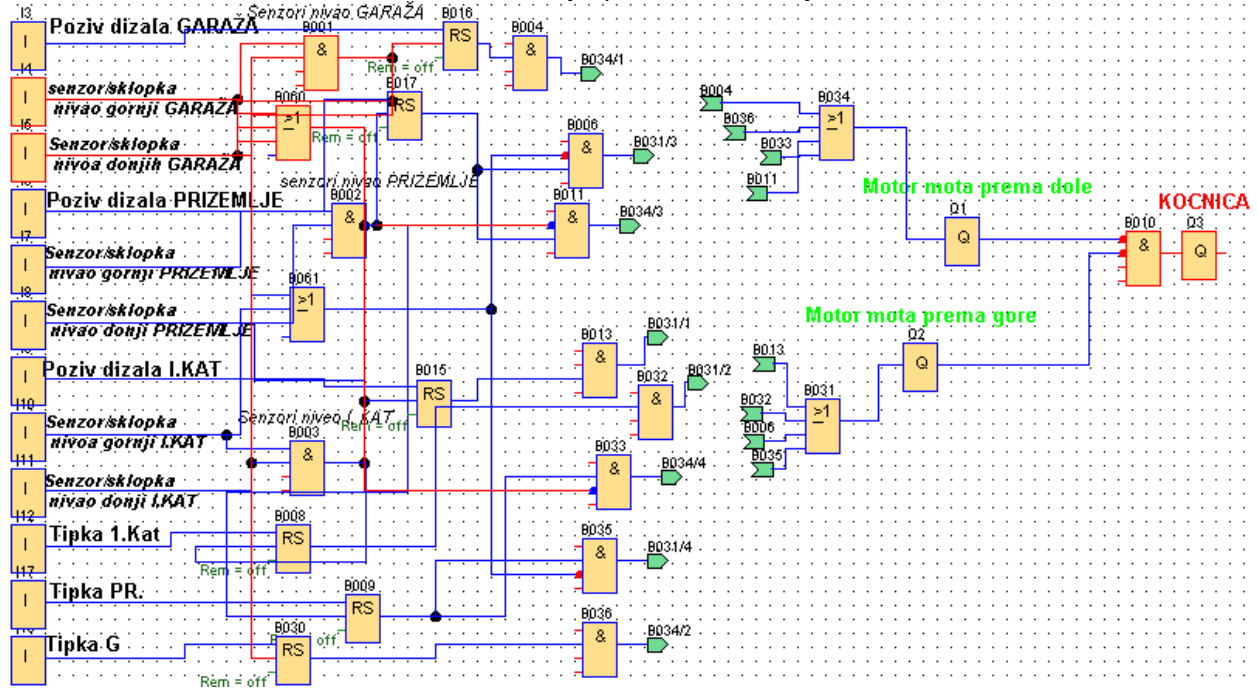 I3
Poziv dizala GARAŽA
Senzori nivao GARAŽA
B001
&
B016
RS
Rem = off
B004
&
B034/1
I4
I
senzor/sklopka
nivao gornji GARAŽA
B060
>1
B017
RS
Rem = off
I6
I
Senzor/sklopka
nivoa donjih GARAŽA
B006
&
B031/3
senzori nivao PRIZEMLJE
I
Poziv dizala PRIZEMLJE
B002
&
B011
&
B034/3
I7
I
Senzor/sklopka
nivao gornji PRIZEMLJE
B061
>1
I8
I
Senzor/sklopka
nivao donji PRIZEMLJE
B013
&
B031/1
I
Poziv dizala I.KAT
B015
RS
Rem = off
B032
&
B031/2
I10
I
Senzor/sklopka
nivoa gornji I.KAT
Senzori niveo I.KAT
B003
&
B033
&
B034/4
I11
I
Senzor/sklopka
nivao donji I.KAT
I12
I
Tipka 1.Kat
B008
RS
Rem = off
B035
&
B031/4
I17
I
Tipka PR.
B009
RS
off
B036
&
B034/2
I
Tipka G
B030
RS
Rem = off
B004
B036
B033
B011
B034
>1
Motor mota prema dole
Q1
Q
KOCNICA
B010
&
Q3
Q
Motor mota prema gore
Q2
Q
B013
B032
B006
B035
B031
>1